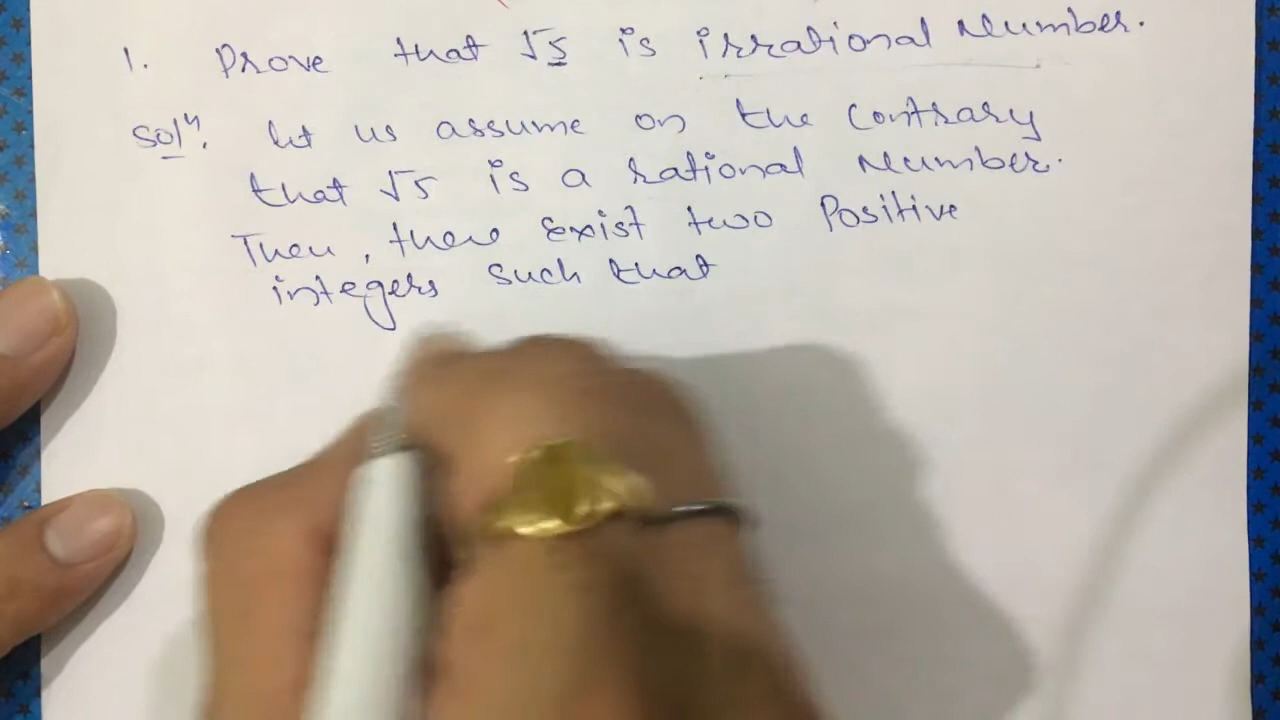 1. Prove that √5 is irrational Number.
Solⁿ. let us assume on the contrary
that √5 is a rational Number.
Then, there exist two Positive
integers such that